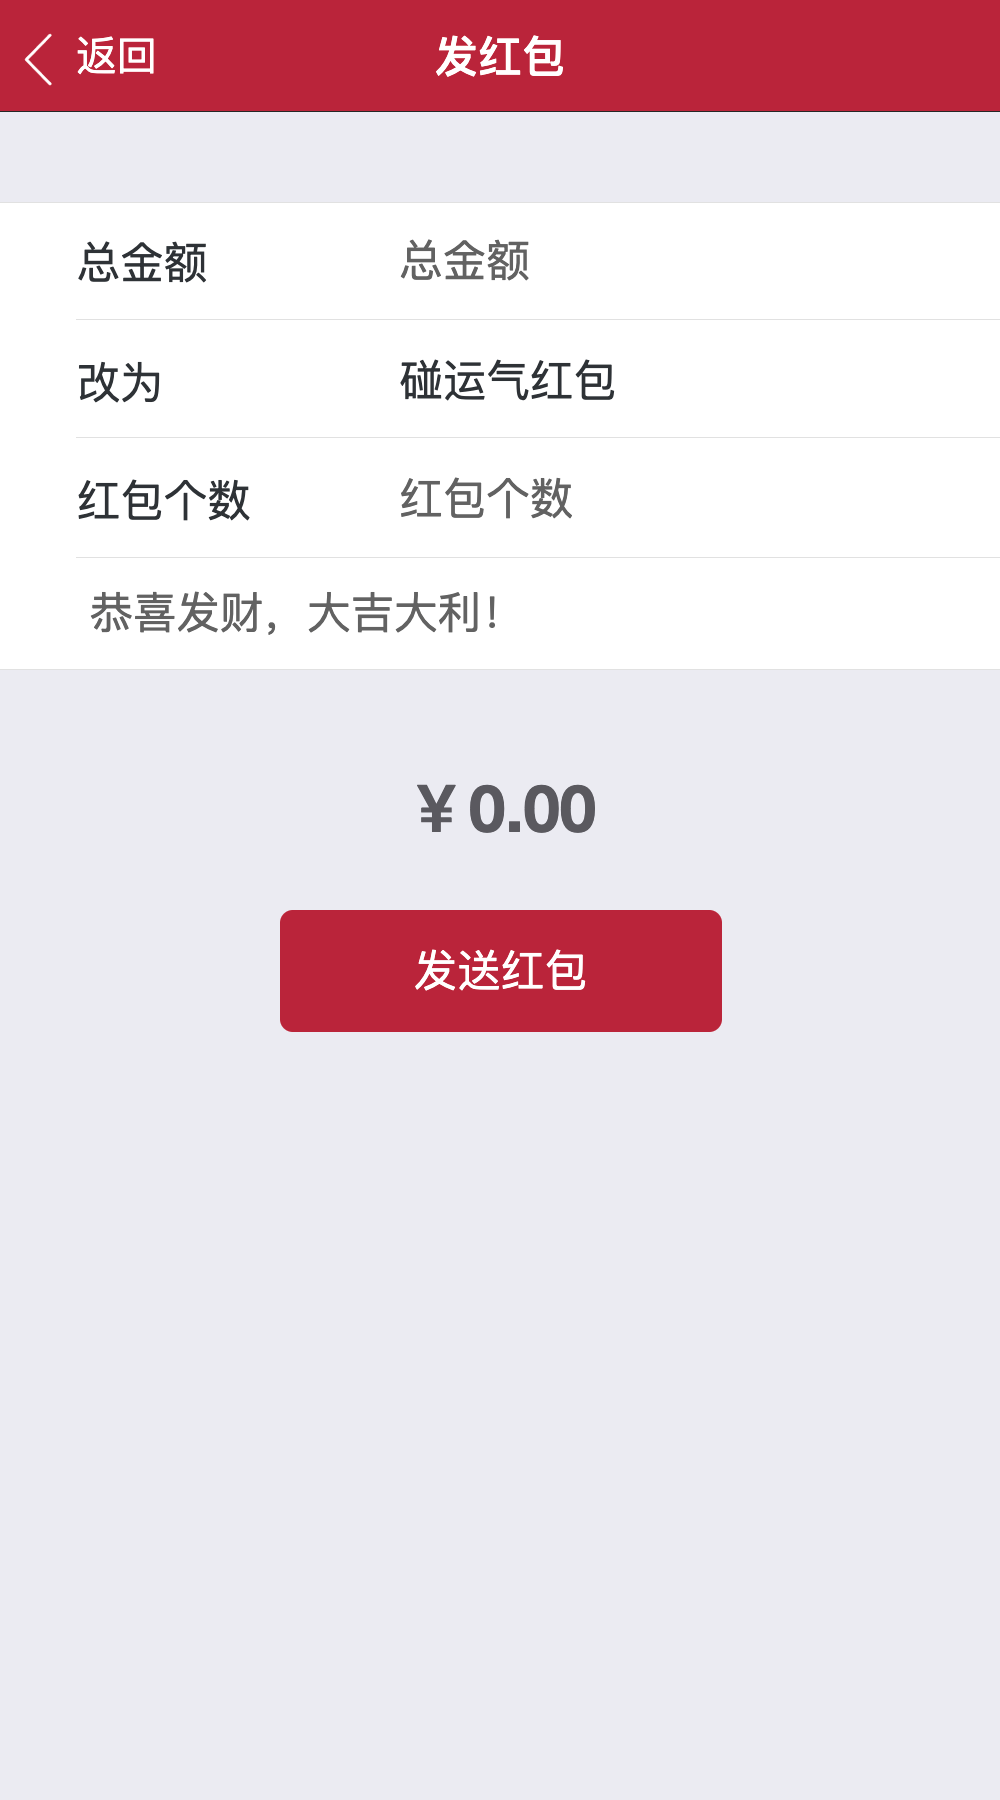 返回 发红包
总金额 总金额
改为 碰运气红包
红包个数 红包个数
恭喜发财，大吉大利！
¥ 0.00
发送红包